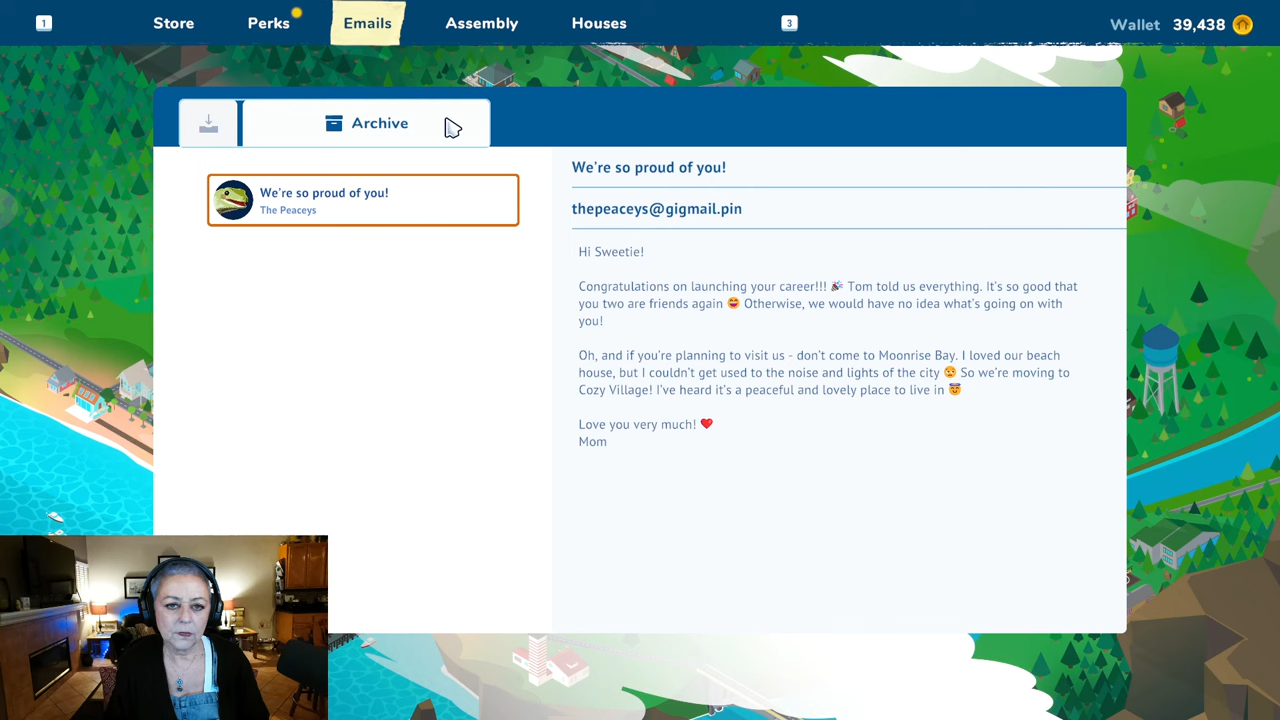 1 Store Perks Emails Assembly Houses 3 Wallet 39,438
Archive
We're so proud of you!
The Peaceys
We're so proud of you!
thepeaceys@gigmail.pin
Hi Sweetie!
Congratulations on launching your career!!! 🎉 Tom told us everything. It's so good that
you two are friends again 😄 Otherwise, we would have no idea what's going on with
you!
Oh, and if you're planning to visit us - don't come to Moonrise Bay. I loved our beach
house, but I couldn't get used to the noise and lights of the city 😥 So we're moving to
Cozy Village! I've heard it's a peaceful and lovely place to live in 😇
Love you very much! ❤️
Mom